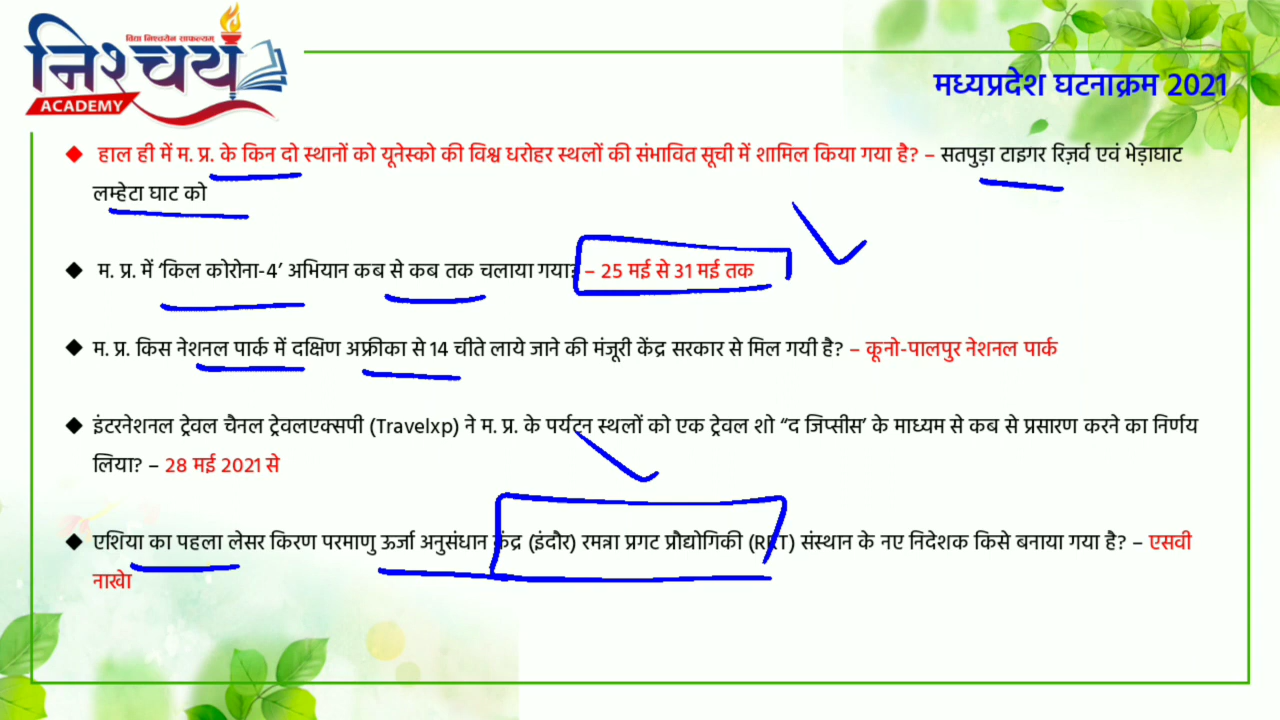 विद्या निश्चयेन साफल्यम्
निश्चय
ACADEMY
मध्यप्रदेश घटनाक्रम 2021
हाल ही में म. प्र. के किन दो स्थानों को यूनेस्को की विश्व धरोहर स्थलों की संभावित सूची में शामिल किया गया है? – सतपुड़ा टाइगर रिज़र्व एवं भेड़ाघाट
लम्हेटा घाट को
म. प्र. में ‘किल कोरोना-4’ अभियान कब से कब तक चलाया गया? – 25 मई से 31 मई तक
म. प्र. किस नेशनल पार्क में दक्षिण अफ्रीका से 14 चीते लाये जाने की मंजूरी केंद्र सरकार से मिल गयी है? – कूनो-पालपुर नेशनल पार्क
इंटरनेशनल ट्रेवल चैनल ट्रेवलएक्सपी (Travelxp) ने म. प्र. के पर्यटन स्थलों को एक ट्रेवल शो “द जिप्सीस’ के माध्यम से कब से प्रसारण करने का निर्णय
लिया? – 28 मई 2021 से
एशिया का पहला लेसर किरण परमाणु ऊर्जा अनुसंधान केंद्र (इंदौर) रमन्ना प्रगट प्रौद्योगिकी (RRT) संस्थान के नए निदेशक किसे बनाया गया है? – एसवी
नाखेा